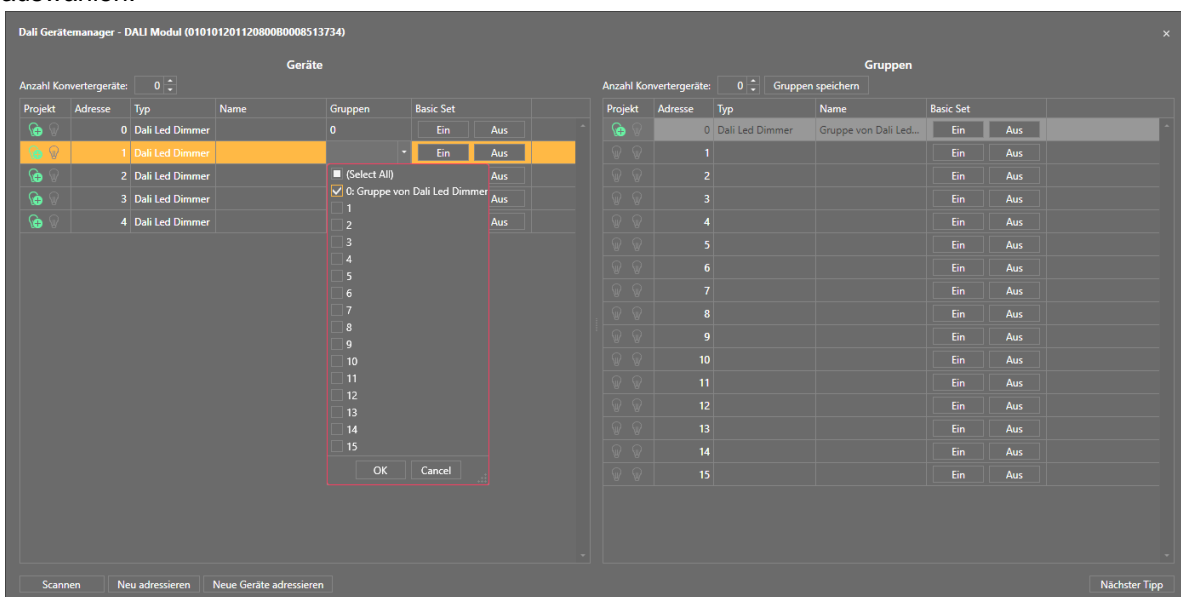 auswählen.
Dali Gerätemanager - DALI Modul (01010120112080080008513734) ×
Geräte
Anzahl Konvertergeräte: 0
Projekt Adresse Typ Name Gruppen Basic Set
0 Dali Led Dimmer 0 Ein Aus
1 Dali Led Dimmer Ein Aus
2 Dali Led Dimmer Aus
3 Dali Led Dimmer Aus
4 Dali Led Dimmer Aus
(Select All)
0: Gruppe von Dali Led Dimmer
1
2
3
4
5
6
7
8
9
10
11
12
13
14
15
OK Cancel
Scannen Neu adressieren Neue Geräte adressieren
Gruppen
Anzahl Konvertergeräte: 0 Gruppen speichern
Projekt Adresse Typ Name Basic Set
0 Dali Led Dimmer Gruppe von Dali Led... Ein Aus
1 Ein Aus
2 Ein Aus
3 Ein Aus
4 Ein Aus
5 Ein Aus
6 Ein Aus
7 Ein Aus
8 Ein Aus
9 Ein Aus
10 Ein Aus
11 Ein Aus
12 Ein Aus
13 Ein Aus
14 Ein Aus
15 Ein Aus
Nächster Tipp